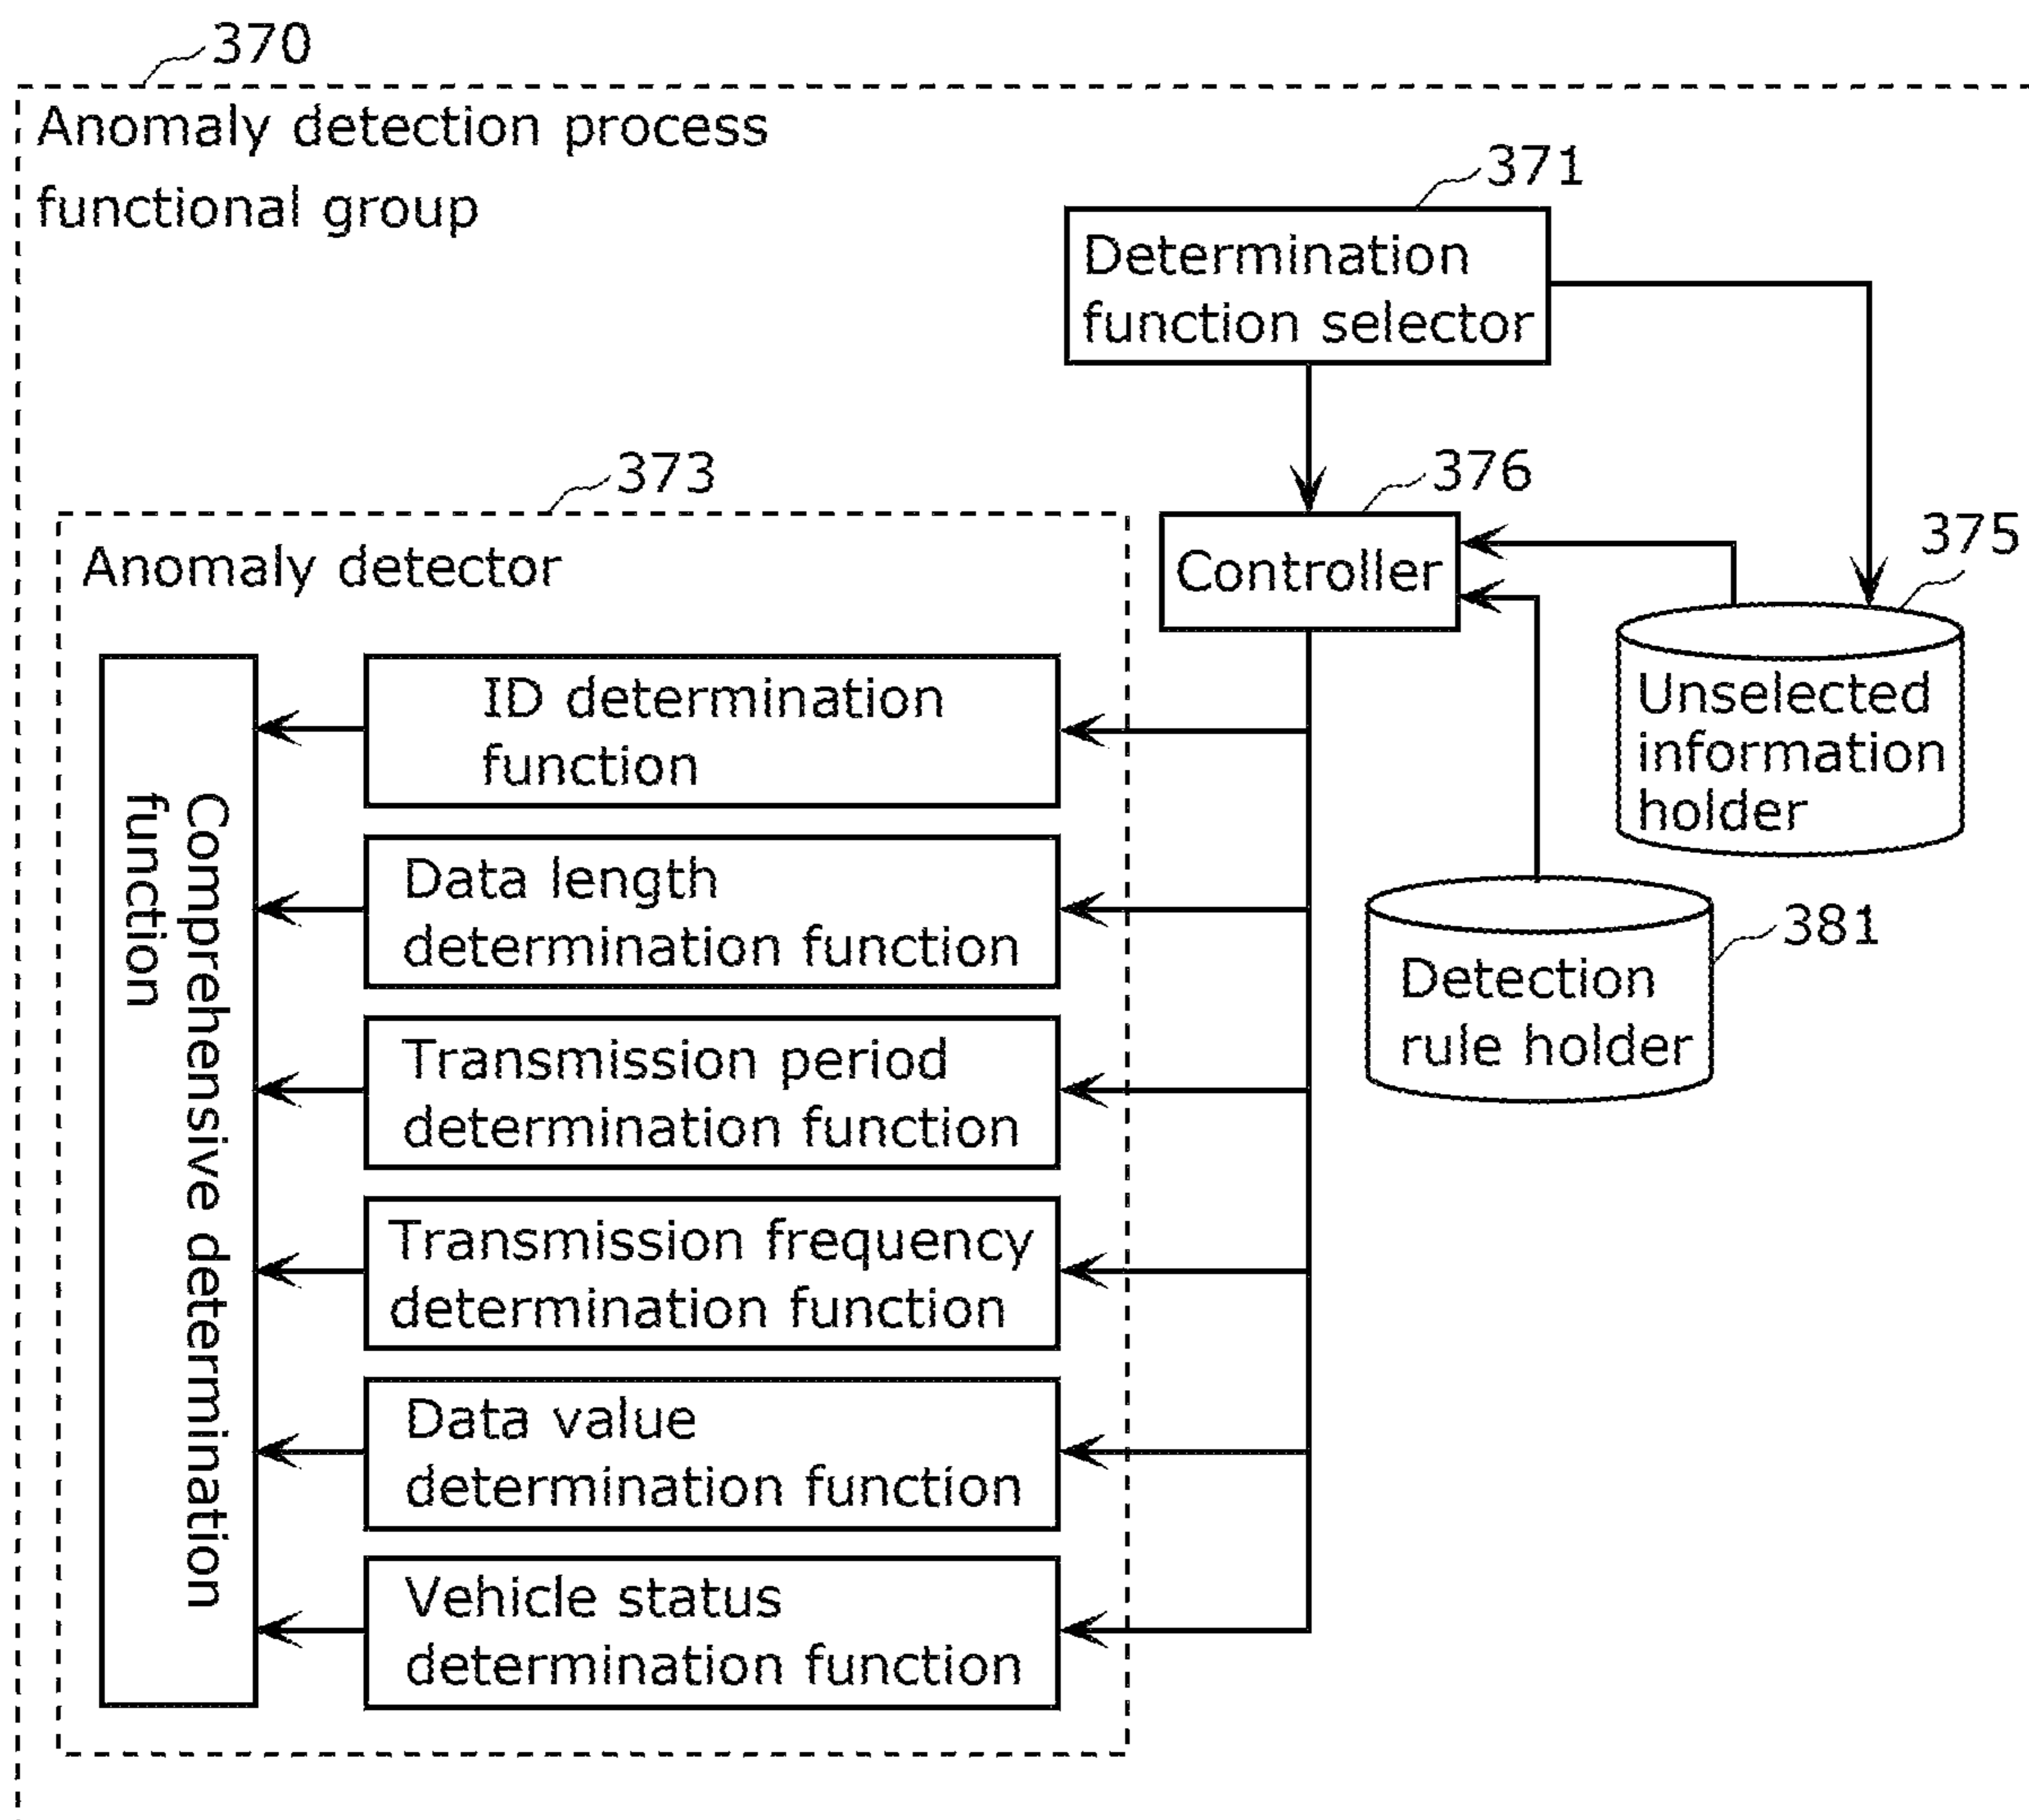 370
Anomaly detection process
functional group
371
Determination
function selector
373
376
375
Anomaly detector
Controller
Unselected
information
holder
ID determination
function
Data length
determination function
381
Detection
rule holder
Transmission period
determination function
Transmission frequency
determination function
Data value
determination function
Vehicle status
determination function
Comprehensive determination
function